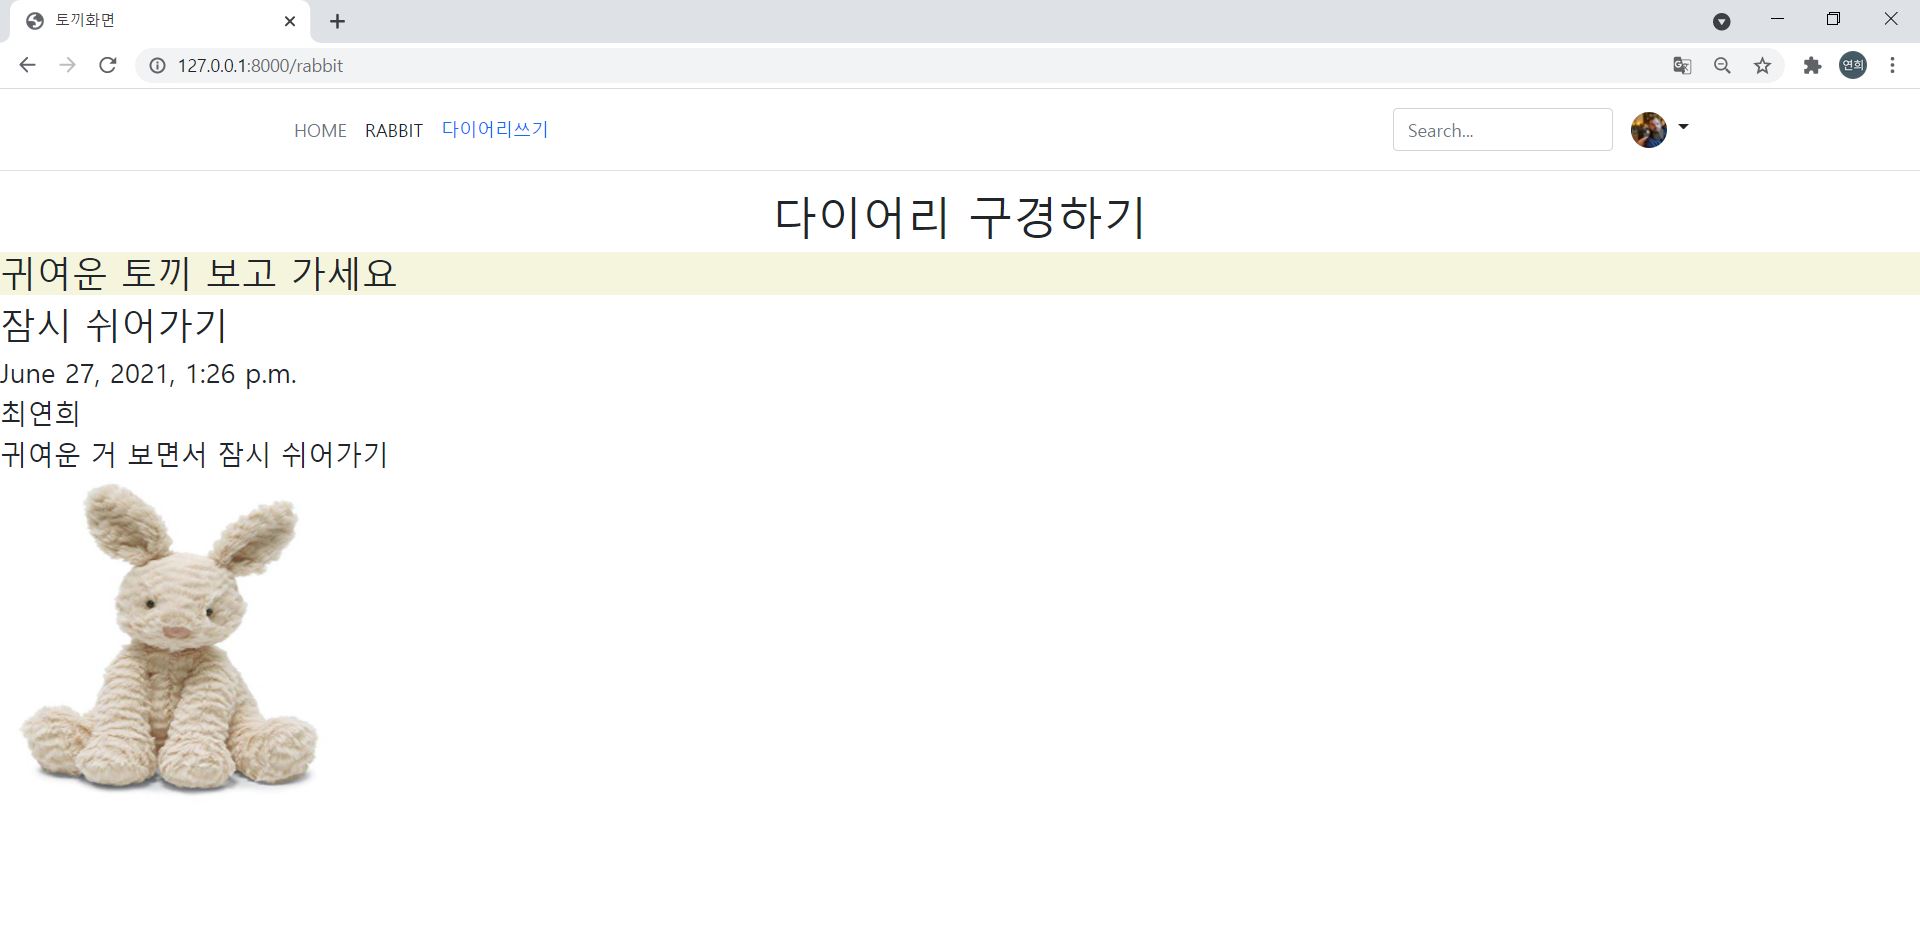 토끼화면
127.0.0.1:8000/rabbit
연희
HOME RABBIT 다이어리쓰기 Search...
다이어리 구경하기
귀여운 토끼 보고 가세요
잠시 쉬어가기
June 27, 2021, 1:26 p.m.
최연희
귀여운 거 보면서 잠시 쉬어가기